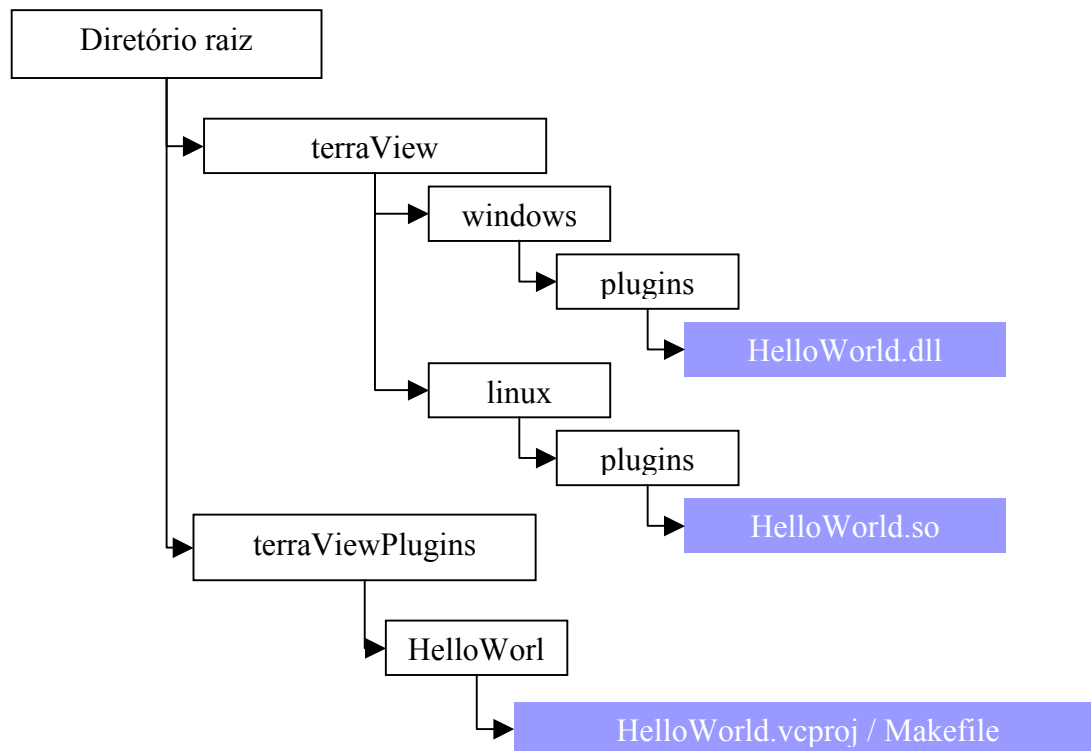 Diretório raiz
terraView
windows
plugins
HelloWorld.dll
linux
plugins
HelloWorld.so
terraViewPlugins
HelloWorl
HelloWorld.vcproj / Makefile